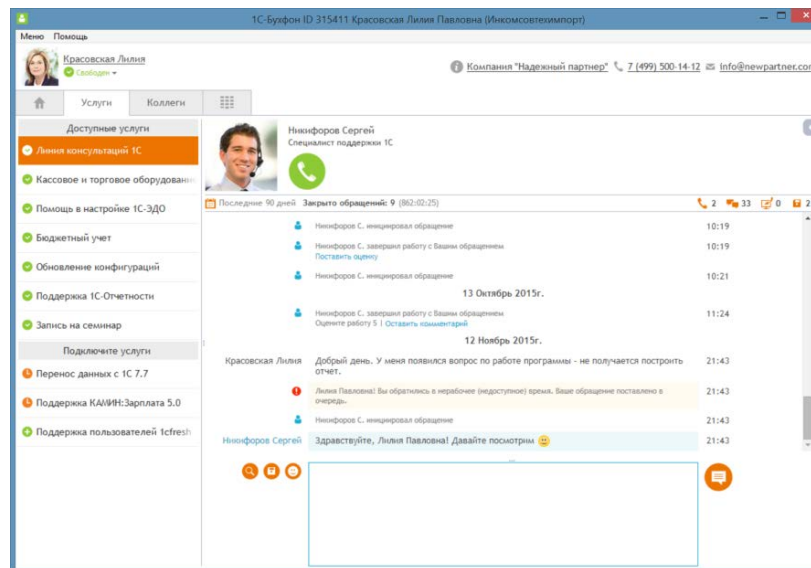 1С-Бухфон ID 315411 Красовская Лилия Павловна (Инкомсовтехимпорт)
Меню Помощь
Красовская Лилия
Свободен
Компания "Надежный партнер" 7 (499) 500-14-12 info@newpartner.com
Услуги Коллеги
Доступные услуги
Линия консультаций 1С
Кассовое и торговое оборудование
Помощь в настройке 1С-ЭДО
Бюджетный учет
Обновление конфигураций
Поддержка 1С-Отчетности
Запись на семинар
Подключите услуги
Перенос данных с 1С 7.7
Поддержка КАМИН:Зарплата 5.0
Поддержка пользователей 1cfresh
Никифоров Сергей
Специалист поддержки 1С
Последние 90 дней Закрыто обращений: 9 (862:02:25) 2 33 0 2
Никифоров С. инициировал обращение 10:19
Никифоров С. завершил работу с Вашим обращением 10:19
Поставить оценку
Никифоров С. инициировал обращение 10:21
13 Октябрь 2015г.
Никифоров С. завершил работу с Вашим обращением 11:24
Оцените работу 5 | Оставить комментарий
12 Ноябрь 2015г.
Красовская Лилия Добрый день. У меня появился вопрос по работе программы - не получается построить 21:43
отчет.
Лилия Павловна! Вы обратились в нерабочее (недоступное) время. Ваше обращение поставлено в 21:43
очередь.
Никифоров С. инициировал обращение 21:43
Никифоров Сергей Здравствуйте, Лилия Павловна! Давайте посмотрим 21:43